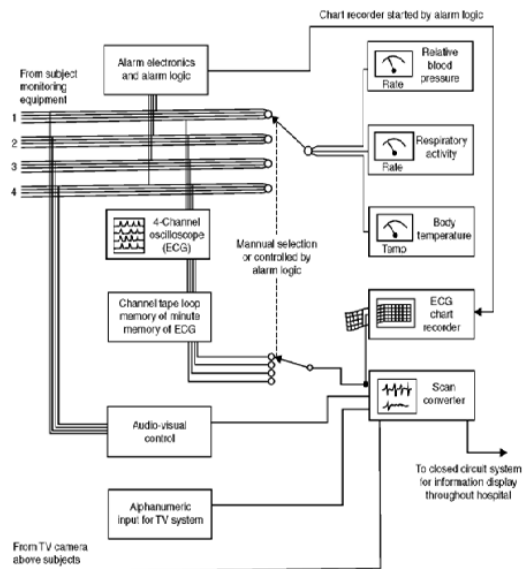 Chart recorder started by alarm logic
Alarm electronics
and alarm logic
From subject
monitoring
equipment
1
2
3
4
Relative
blood
pressure
Rate
Respiratory
activity
Rate
Body
temperature
Temp
4-Channel
oscilloscope
(ECG)
Mannual selection
or controlled by
alarm logic
Channel tape loop
memory of minute
memory of ECG
ECG
chart
recorder
Scan
converter
Audio-visual
control
To closed circuit system
for information display
throughout hospital
Alphanumeric
input for TV system
From TV camera
above subjects